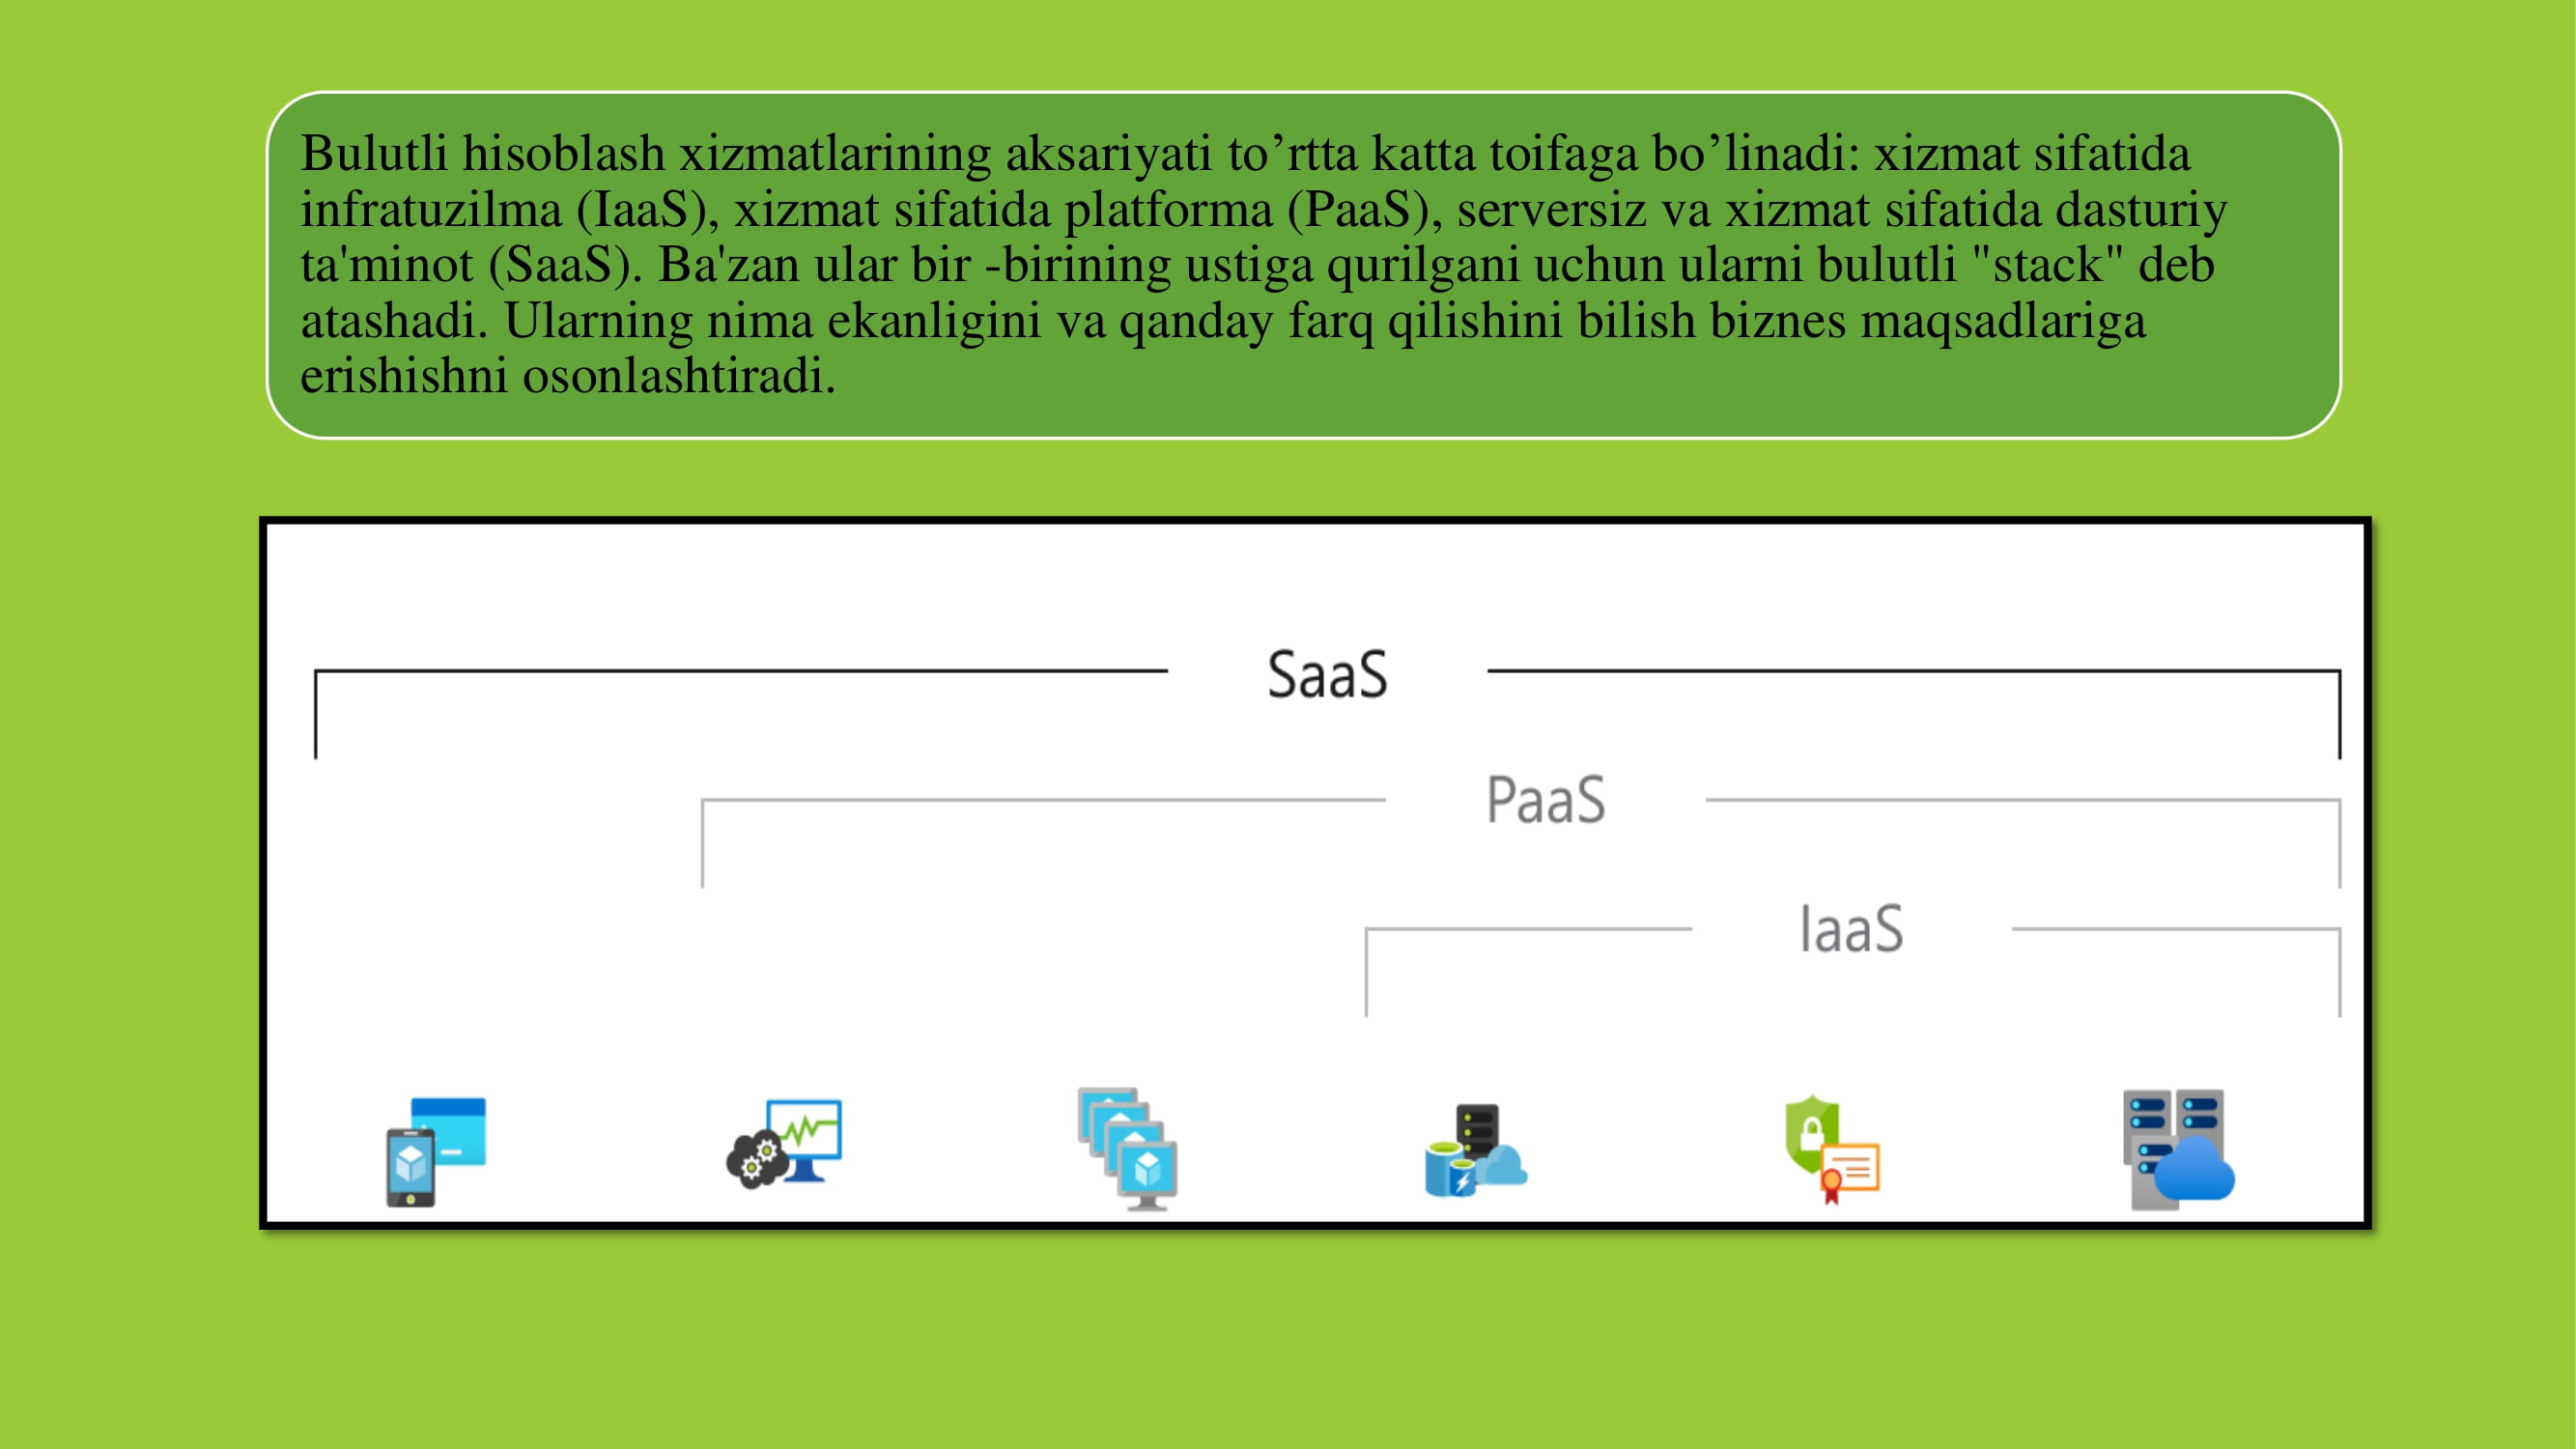 Bulutli hisoblash xizmatlarining aksariyati to’rtta katta toifaga bo’linadi: xizmat sifatida
infratuzilma (IaaS), xizmat sifatida platforma (PaaS), serversiz va xizmat sifatida dasturiy
ta'minot (SaaS). Ba'zan ular bir -birining ustiga qurilgani uchun ularni bulutli "stack" deb
atashadi. Ularning nima ekanligini va qanday farq qilishini bilish biznes maqsadlariga
erishishni osonlashtiradi.
SaaS
PaaS
IaaS